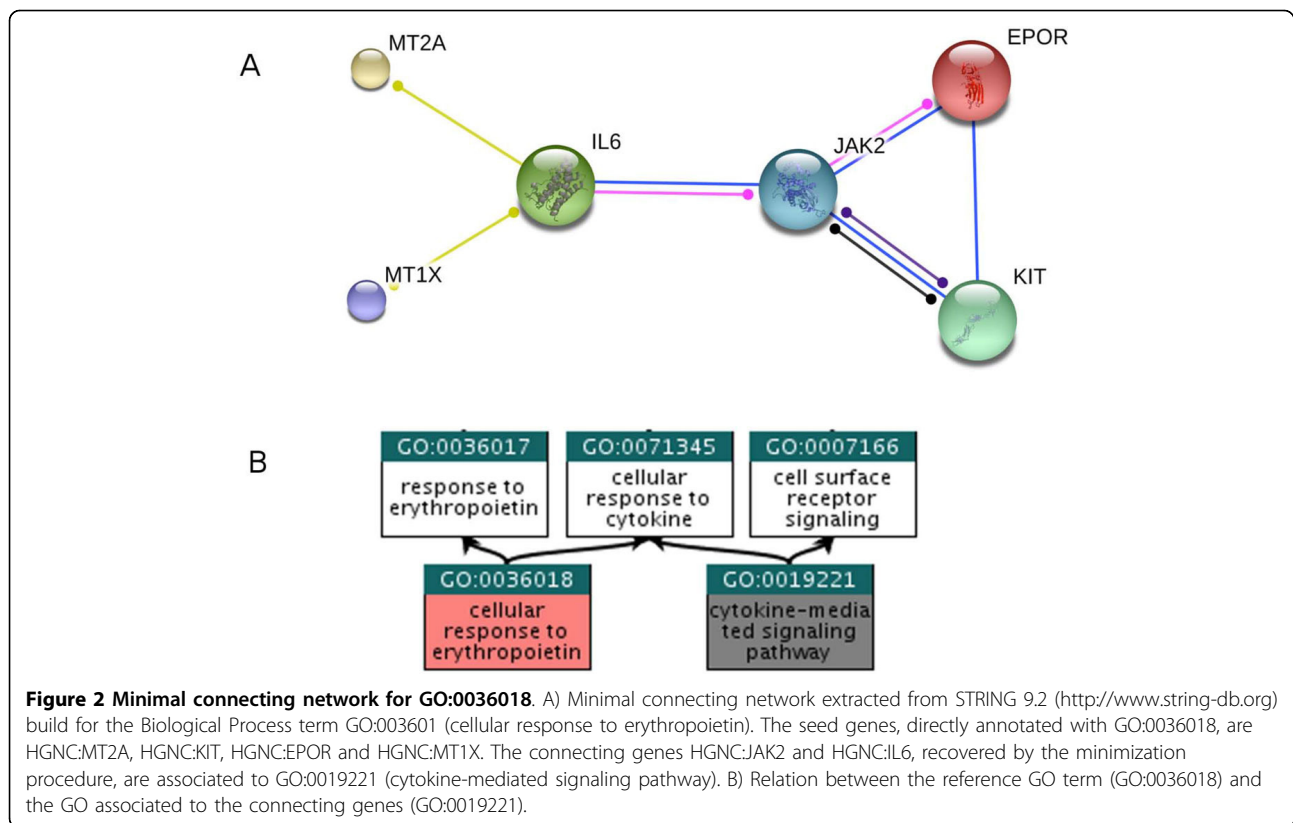 A
MT2A
EPOR
IL6
JAK2
MT1X
KIT
B
GO:0036017
response to
erythropoietin
GO:0071345
cellular
response to
cytokine
GO:0007166
cell surface
receptor
signaling
GO:0036018
cellular
response to
erythropoietin
GO:0019221
cytokine-media
ted signaling
pathway
Figure 2 Minimal connecting network for GO:0036018. A) Minimal connecting network extracted from STRING 9.2 (http://www.string-db.org)
build for the Biological Process term GO:003601 (cellular response to erythropoietin). The seed genes, directly annotated with GO:0036018, are
HGNC:MT2A, HGNC:KIT, HGNC:EPOR and HGNC:MT1X. The connecting genes HGNC:JAK2 and HGNC:IL6, recovered by the minimization
procedure, are associated to GO:0019221 (cytokine-mediated signaling pathway). B) Relation between the reference GO term (GO:0036018) and
the GO associated to the connecting genes (GO:0019221).